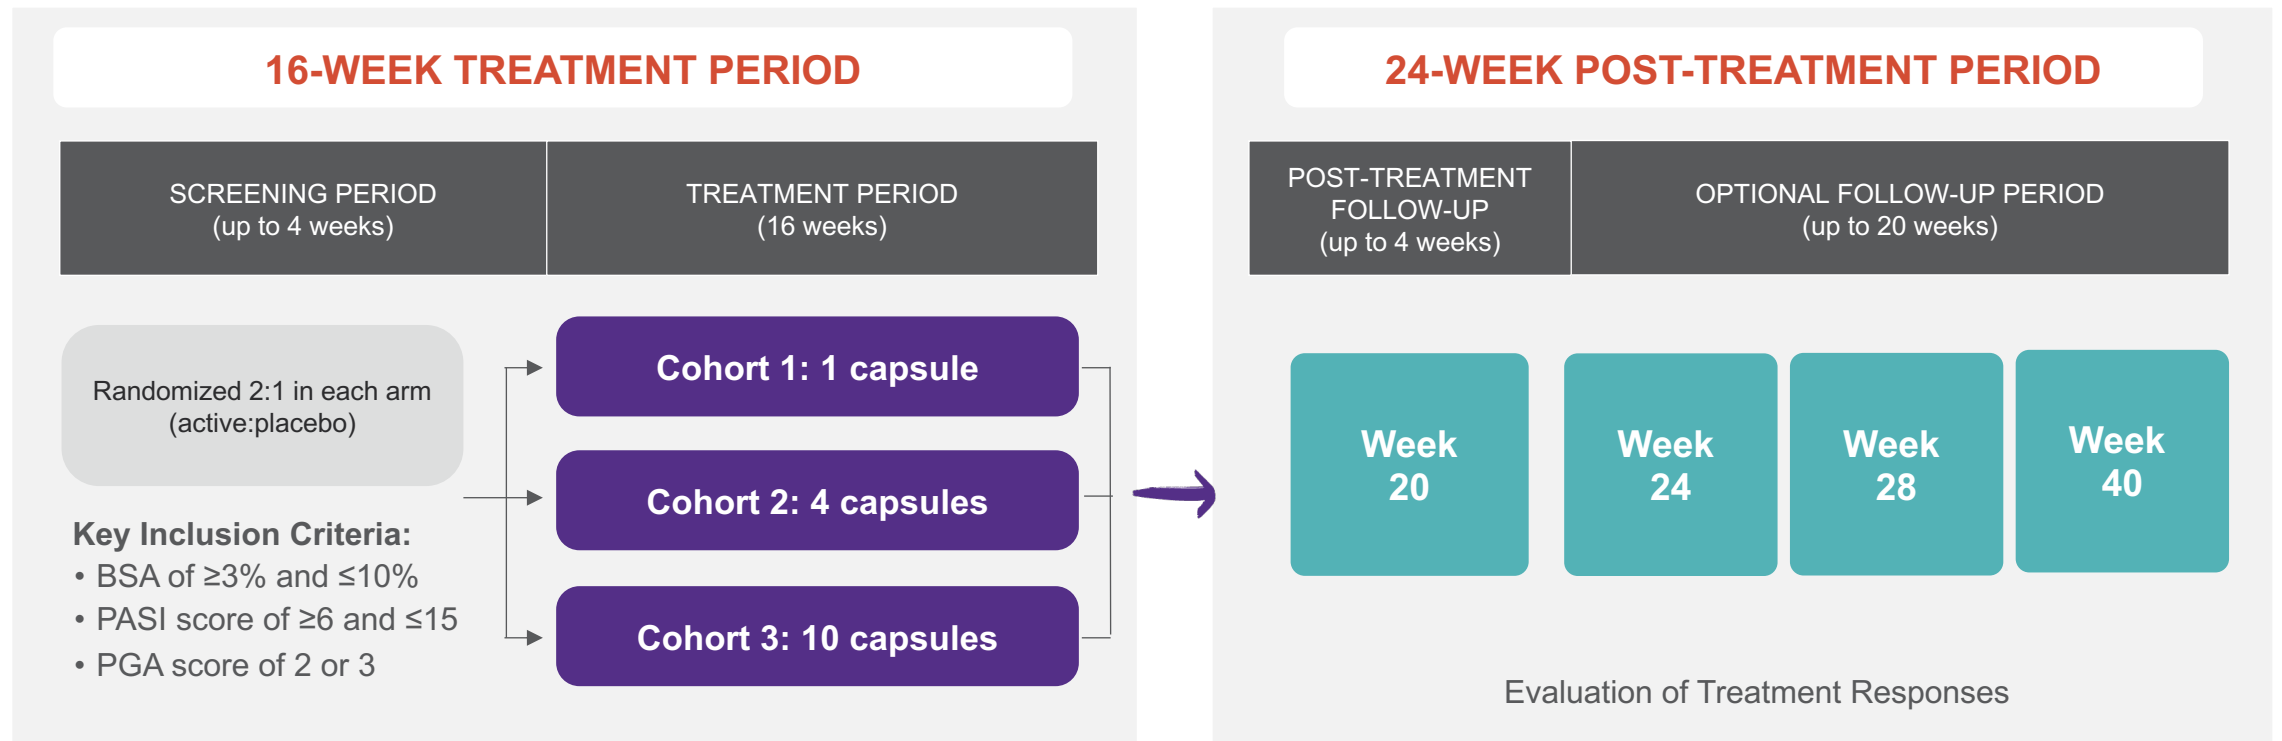 16-WEEK TREATMENT PERIOD
SCREENING PERIOD
(up to 4 weeks)
TREATMENT PERIOD
(16 weeks)
Randomized 2:1 in each arm
(active:placebo)
Key Inclusion Criteria:
• BSA of ≥3% and ≤10%
• PASI score of ≥6 and ≤15
• PGA score of 2 or 3
Cohort 1: 1 capsule
Cohort 2: 4 capsules
Cohort 3: 10 capsules
24-WEEK POST-TREATMENT PERIOD
POST-TREATMENT
FOLLOW-UP
(up to 4 weeks)
OPTIONAL FOLLOW-UP PERIOD
(up to 20 weeks)
Week
20
Week
24
Week
28
Week
40
Evaluation of Treatment Responses